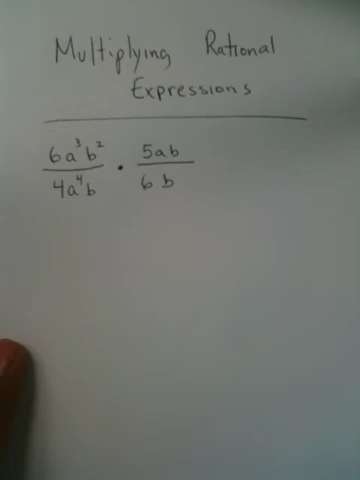 Multiplying Rational
Expressions
6a³b² / 4a⁴b · 5ab / 6b